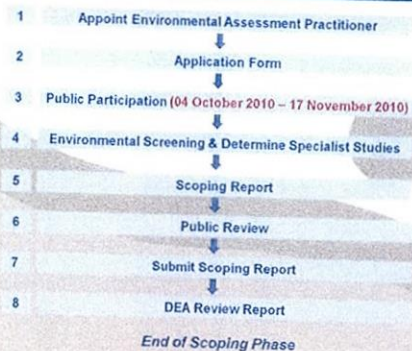 1 Appoint Environmental Assessment Practitioner
2 Application Form
3 Public Participation (04 October 2010 – 17 November 2010)
4 Environmental Screening & Determine Specialist Studies
5 Scoping Report
6 Public Review
7 Submit Scoping Report
8 DEA Review Report
End of Scoping Phase